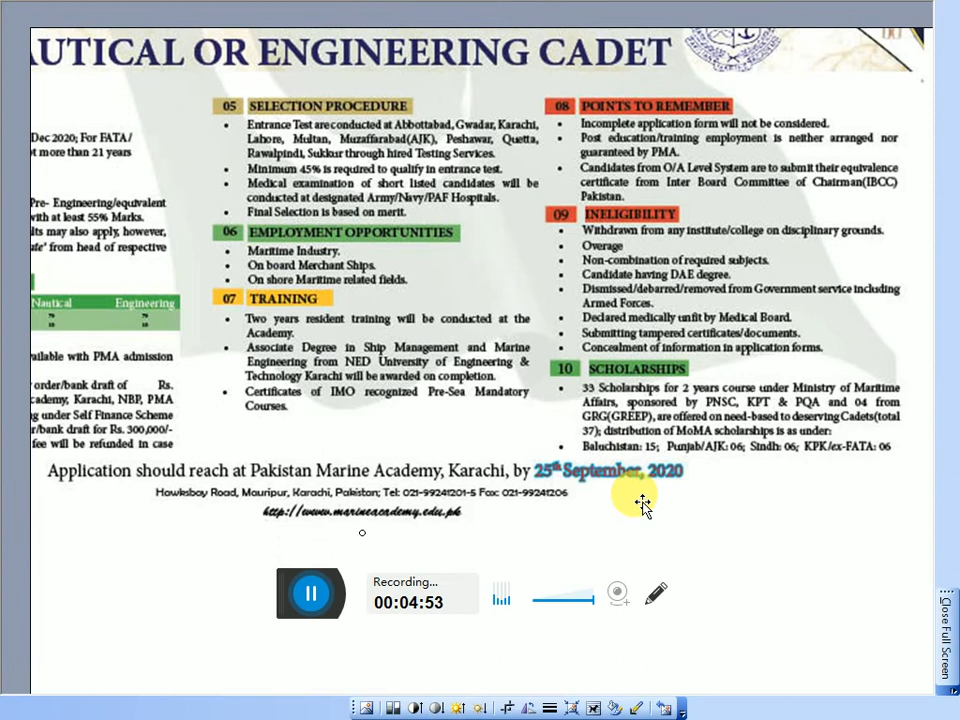 AUTICAL OR ENGINEERING CADET
Dec 2020; For FATA/
t more than 21 years
Pre- Engineering/equivalent
with at least 55% Marks.
lts may also apply, however,
ate' from head of respective
Nautical Engineering
79 79
18 18
vailable with PMA admission
order/bank draft of Rs.
cademy, Karachi, NBP, PMA
ng under Self Finance Scheme
r/bank draft for Rs. 300,000/-
fee will be refunded in case
05 SELECTION PROCEDURE
• Entrance Test are conducted at Abbottabad, Gwadar, Karachi,
Lahore, Multan, Muzaffarabad(AJK), Peshawar, Quetta,
Rawalpindi, Sukkur through hired Testing Services.
• Minimum 45% is required to qualify in entrance test.
• Medical examination of short listed candidates will be
conducted at designated Army/Navy/PAF Hospitals.
• Final Selection is based on merit.
06 EMPLOYMENT OPPORTUNITIES
• Maritime Industry.
• On board Merchant Ships.
• On shore Maritime related fields.
07 TRAINING
• Two years resident training will be conducted at the
Academy.
• Associate Degree in Ship Management and Marine
Engineering from NED University of Engineering &
Technology Karachi will be awarded on completion.
• Certificates of IMO recognized Pre-Sea Mandatory
Courses.
08 POINTS TO REMEMBER
• Incomplete application form will not be considered.
• Post education/training employment is neither arranged nor
guaranteed by PMA.
• Candidates from O/A Level System are to submit their equivalence
certificate from Inter Board Committee of Chairman(IBCC)
Pakistan.
09 INELIGIBILITY
• Withdrawn from any institute/college on disciplinary grounds.
• Overage
• Non-combination of required subjects.
• Candidate having DAE degree.
• Dismissed/debarred/removed from Government service including
Armed Forces.
• Declared medically unfit by Medical Board.
• Submitting tampered certificates/documents.
• Concealment of information in application forms.
10 SCHOLARSHIPS
• 33 Scholarships for 2 years course under Ministry of Maritime
Affairs, sponsored by PNSC, KPT & PQA and 04 from
GRG(GREEP), are offered on need-based to deserving Cadets(total
37); distribution of MoMA scholarships is as under:
• Baluchistan: 15; Punjab/AJK: 06; Sindh: 06; KPK/ex-FATA: 06
Application should reach at Pakistan Marine Academy, Karachi, by 25th September, 2020
Hawksbay Road, Mauripur, Karachi, Pakistan; Tel: 021-99241201-5 Fax: 021-99241206
http://www.marineacademy.edu.pk
Recording...
00:04:53
Close Full Screen